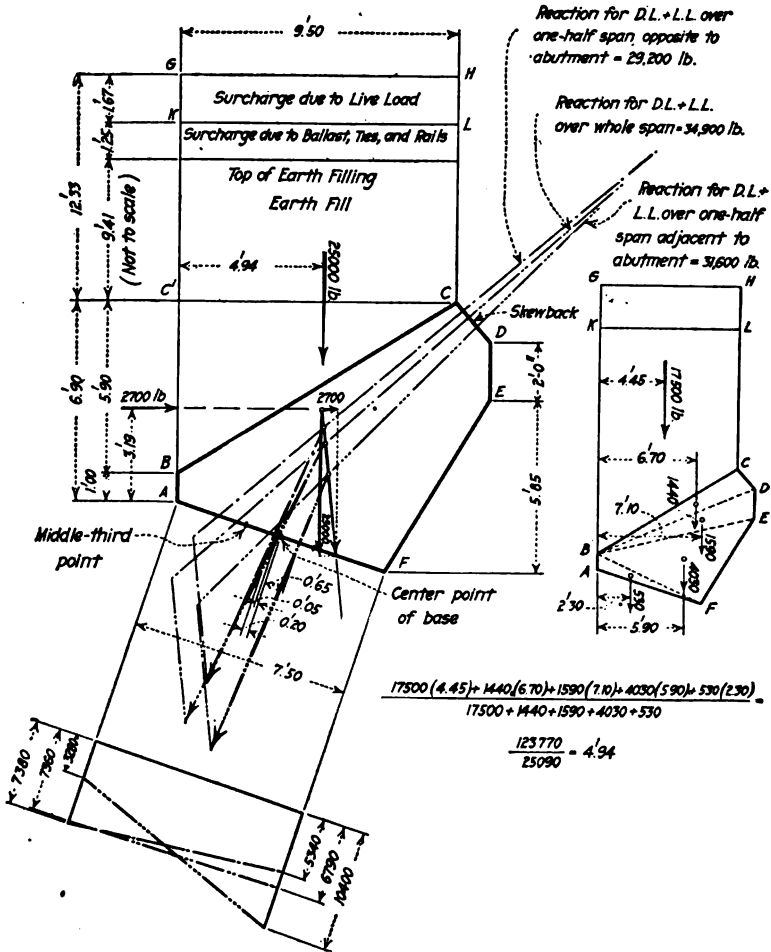 9'.50
Reaction for D.L.+ L.L. over
one-half span opposite to
abutment = 29,200 lb.
Reaction for D.L.+ L.L.
over whole span = 34,900 lb.
Reaction for D.L.+
L.L. over one-half
span adjacent to
abutment = 31,600 lb.
G
H
Surcharge due to Live Load
K
L
Surcharge due to Ballast, Ties, and Rails
Top of Earth Filling
Earth Fill
12'.33
1'.67
1'.25
9'.41
(Not to scale)
4'.94
25000 lb
C'
C
Skewback
D
E
2'-0"
6'.90
5'.90
1'.00
2700 lb
2700
3'.19
B
A
25000
5'.85
Middle-third
point
F
Center point
of base
0'.65
0'.05
0'.20
7'.50
7380
7360
3280
5340
6790
10400
G
H
K
L
4'.45
17500 lb.
6'.70
C
1440
D
7'.10
E
1590
B
4030
A
530
F
2'.30
5'.90
17500 (4.45)+ 1440 (6.70)+ 1590 (7.10)+ 4030(5.90)+ 530(2.30) =
17500 + 1440 + 1590 + 4030 + 530
123770
25090
= 4'.94